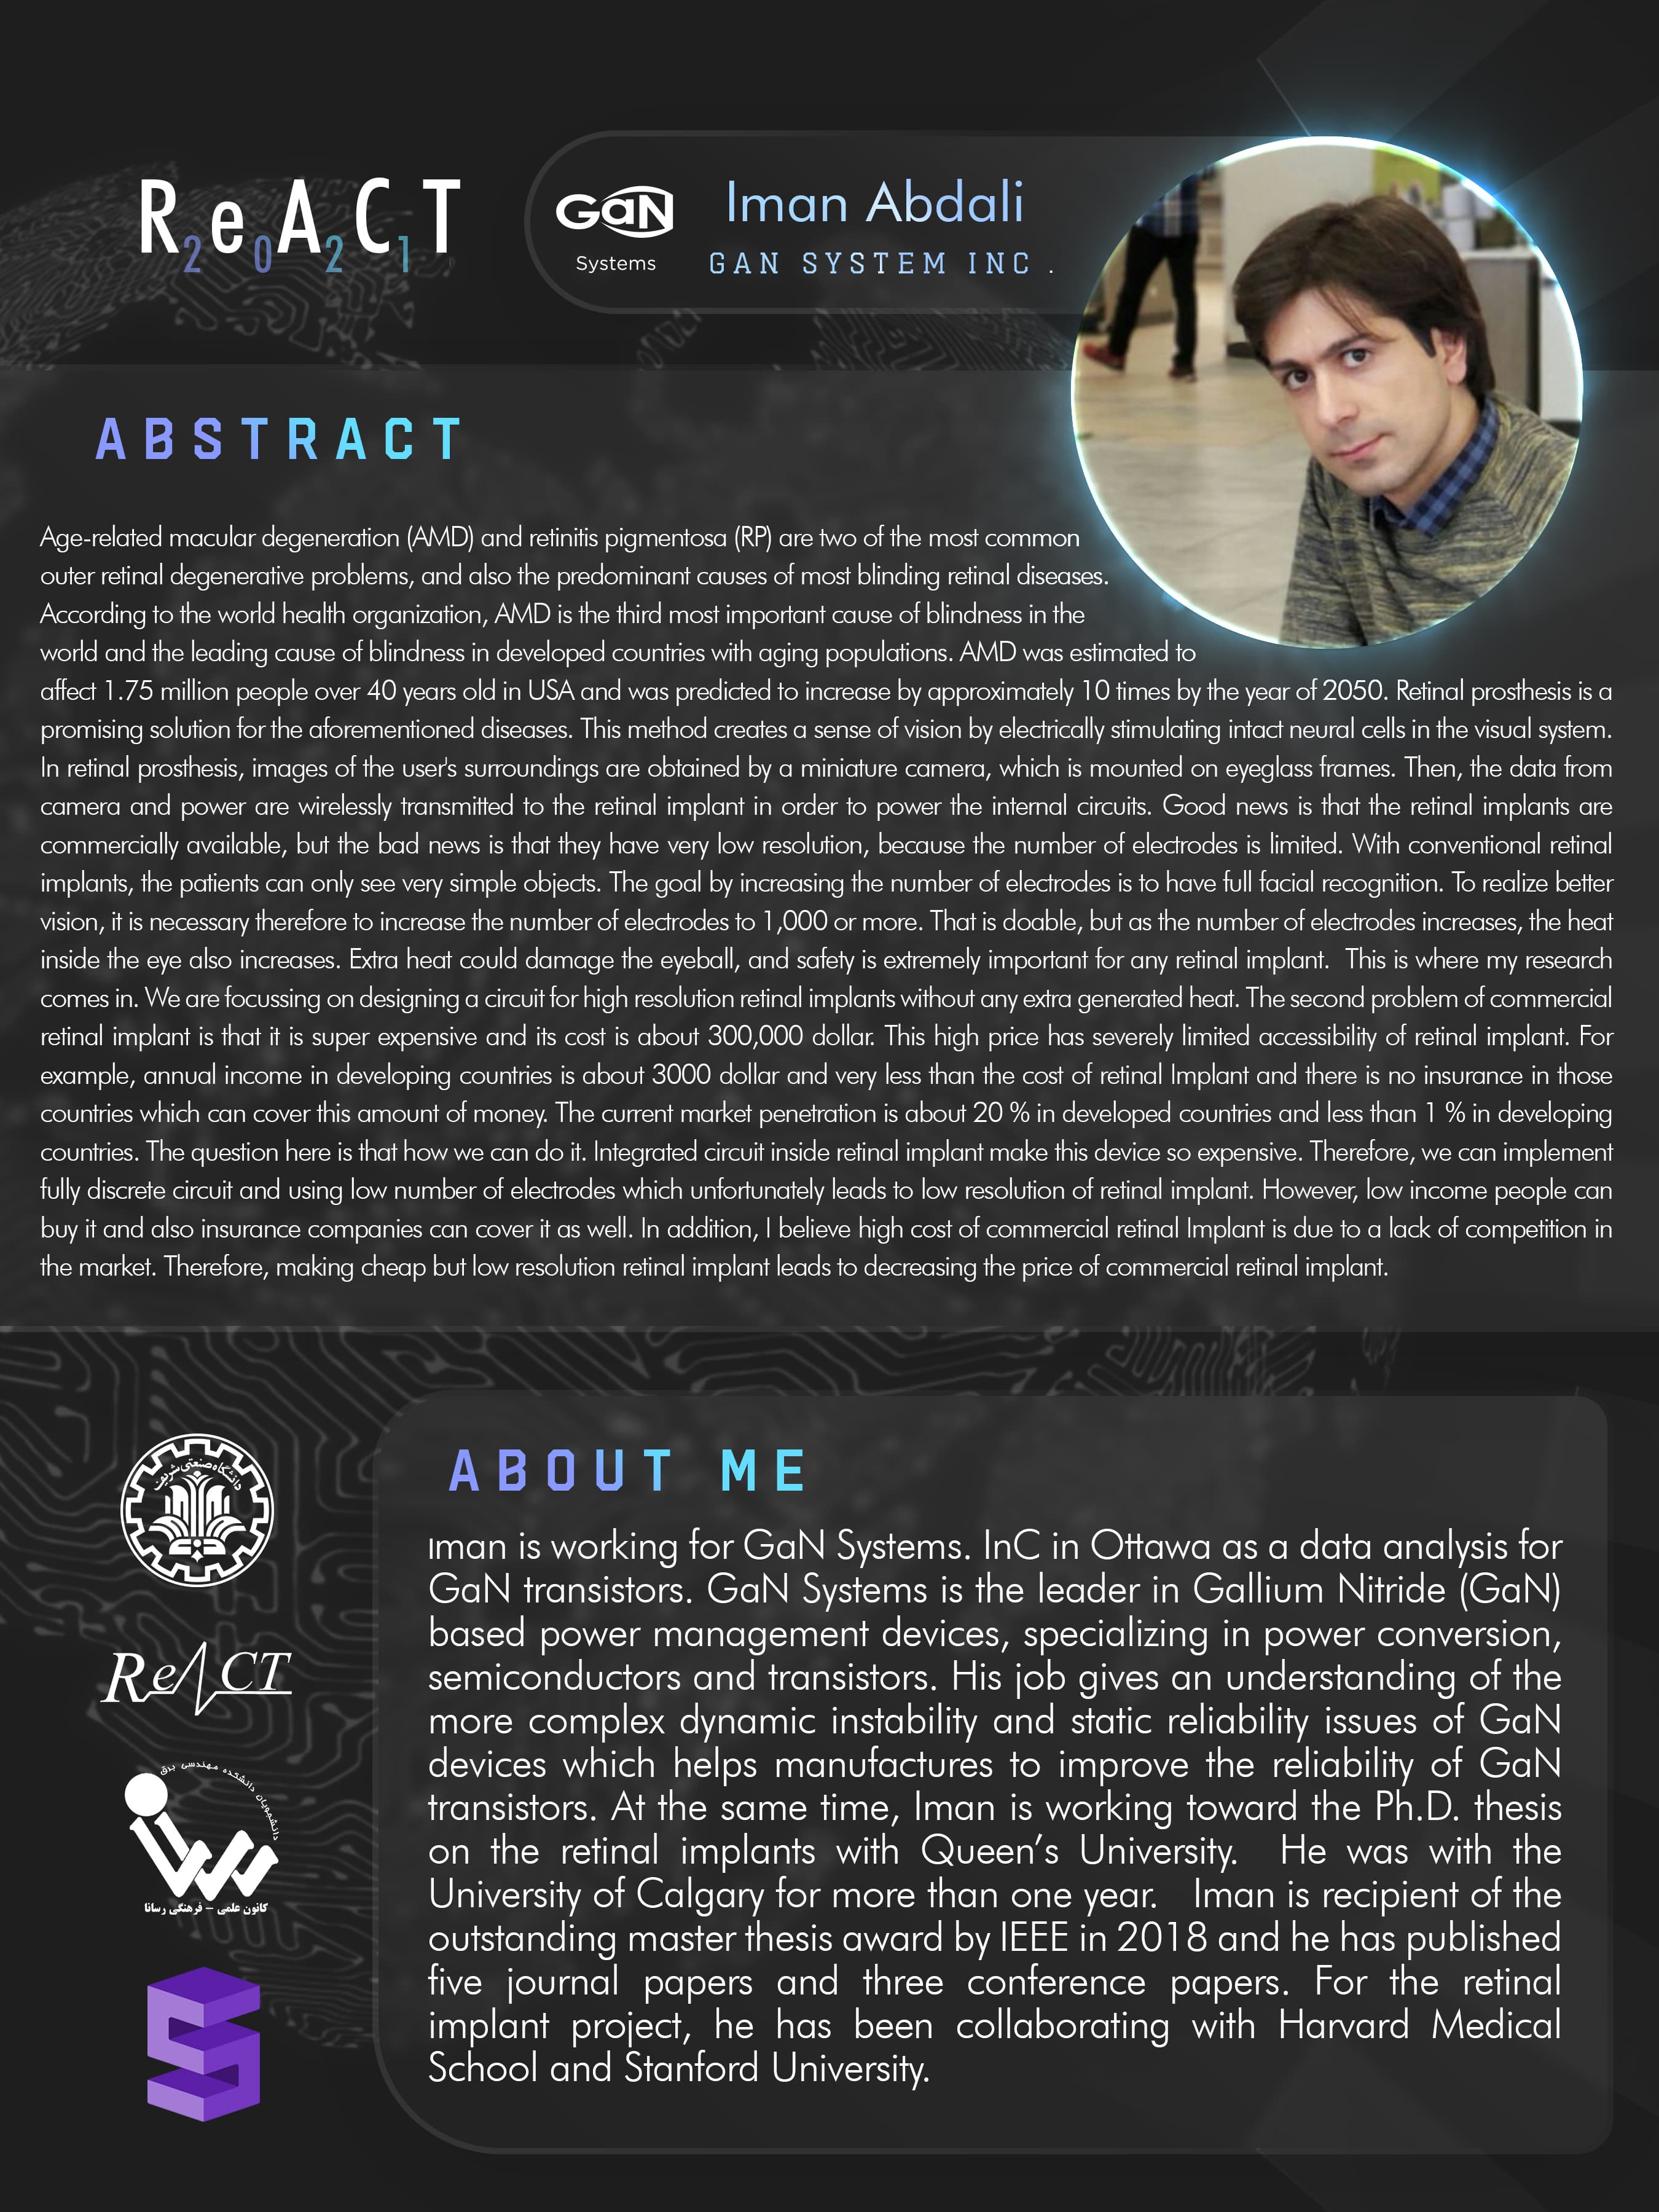 ReACT
2021
GaN
Systems
Iman Abdali
GAN SYSTEM INC .
ABSTRACT
Age-related macular degeneration (AMD) and retinitis pigmentosa (RP) are two of the most common
outer retinal degenerative problems, and also the predominant causes of most blinding retinal diseases.
According to the world health organization, AMD is the third most important cause of blindness in the
world and the leading cause of blindness in developed countries with aging populations. AMD was estimated to
affect 1.75 million people over 40 years old in USA and was predicted to increase by approximately 10 times by the year of 2050. Retinal prosthesis is a
promising solution for the aforementioned diseases. This method creates a sense of vision by electrically stimulating intact neural cells in the visual system.
In retinal prosthesis, images of the user's surroundings are obtained by a miniature camera, which is mounted on eyeglass frames. Then, the data from
camera and power are wirelessly transmitted to the retinal implant in order to power the internal circuits. Good news is that the retinal implants are
commercially available, but the bad news is that they have very low resolution, because the number of electrodes is limited. With conventional retinal
implants, the patients can only see very simple objects. The goal by increasing the number of electrodes is to have full facial recognition. To realize better
vision, it is necessary therefore to increase the number of electrodes to 1,000 or more. That is doable, but as the number of electrodes increases, the heat
inside the eye also increases. Extra heat could damage the eyeball, and safety is extremely important for any retinal implant.  This is where my research
comes in. We are focussing on designing a circuit for high resolution retinal implants without any extra generated heat. The second problem of commercial
retinal implant is that it is super expensive and its cost is about 300,000 dollar. This high price has severely limited accessibility of retinal implant. For
example, annual income in developing countries is about 3000 dollar and very less than the cost of retinal Implant and there is no insurance in those
countries which can cover this amount of money. The current market penetration is about 20 % in developed countries and less than 1 % in developing
countries. The question here is that how we can do it. Integrated circuit inside retinal implant make this device so expensive. Therefore, we can implement
fully discrete circuit and using low number of electrodes which unfortunately leads to low resolution of retinal implant. However, low income people can
buy it and also insurance companies can cover it as well. In addition, I believe high cost of commercial retinal Implant is due to a lack of competition in
the market. Therefore, making cheap but low resolution retinal implant leads to decreasing the price of commercial retinal implant.
دانشگاه صنعتی شریف
ReACT
دانشجویان دانشکده مهندسی برق
کانون علمی - فرهنگی رسانا
ABOUT ME
Iman is working for GaN Systems. InC in Ottawa as a data analysis for
GaN transistors. GaN Systems is the leader in Gallium Nitride (GaN)
based power management devices, specializing in power conversion,
semiconductors and transistors. His job gives an understanding of the
more complex dynamic instability and static reliability issues of GaN
devices which helps manufactures to improve the reliability of GaN
transistors. At the same time, Iman is working toward the Ph.D. thesis
on the retinal implants with Queen's University.  He was with the
University of Calgary for more than one year.   Iman is recipient of the
outstanding master thesis award by IEEE in 2018 and he has published
five journal papers and three conference papers. For the retinal
implant project, he has been collaborating with Harvard Medical
School and Stanford University.